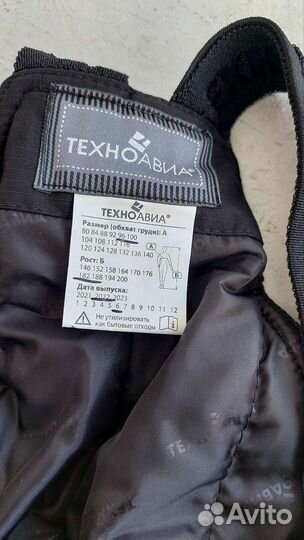 ТЕХНОАВИА®
ТЕХНОАВИА®
Размер (обхват груди): А
80 84 88 92 96 100
104 108 112 116
120 124 128 132 136 140
Рост: Б
146 152 158 164 170 176
182 188 194 200
Дата выпуска:
2021 2022 2023
1 2 3 4 5 6 7 8 9 10 11 12
Не утилизировать
как бытовые отходы
А
Б
i
ТЕХНОАВИА
Avito